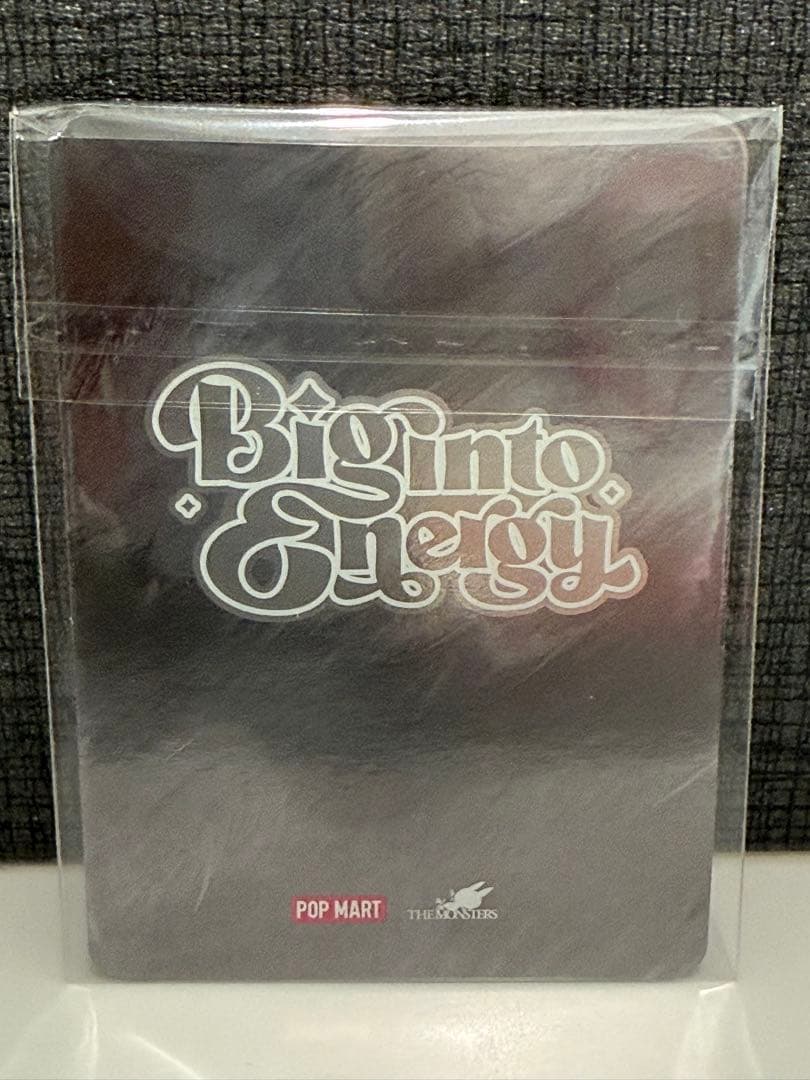 Big into
Energy
POP MART THE MONSTERS